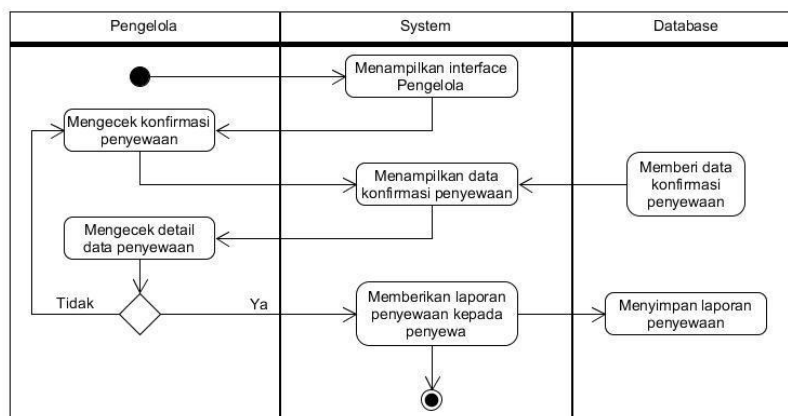 Pengelola
System
Database
Menampilkan interface
Pengelola
Mengecek konfirmasi
penyewaan
Menampilkan data
konfirmasi penyewaan
Memberi data
konfirmasi
penyewaan
Mengecek detail
data penyewaan
Tidak
Ya
Memberikan laporan
penyewaan kepada
penyewa
Menyimpan laporan
penyewaan